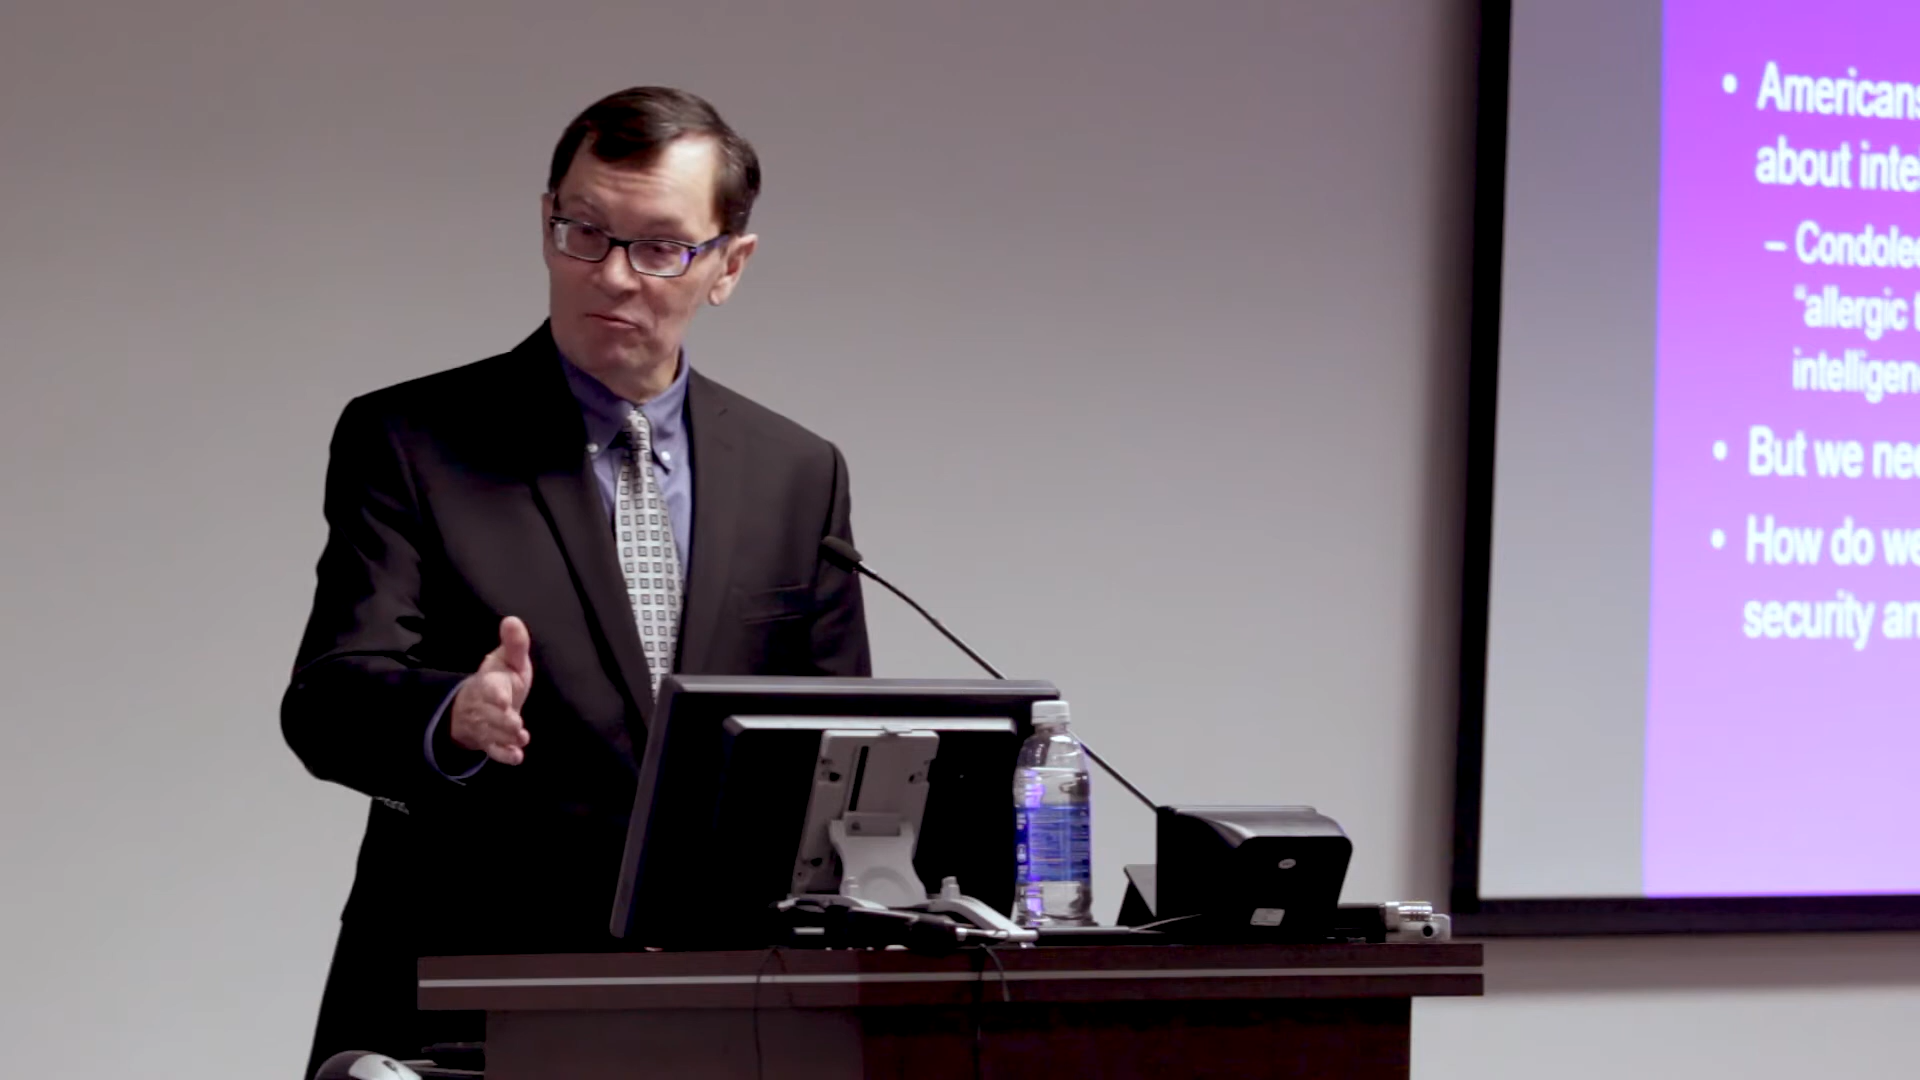 • Americans
about inte
– Condolee
“allergic t
intelligen
• But we nee
• How do we
security an